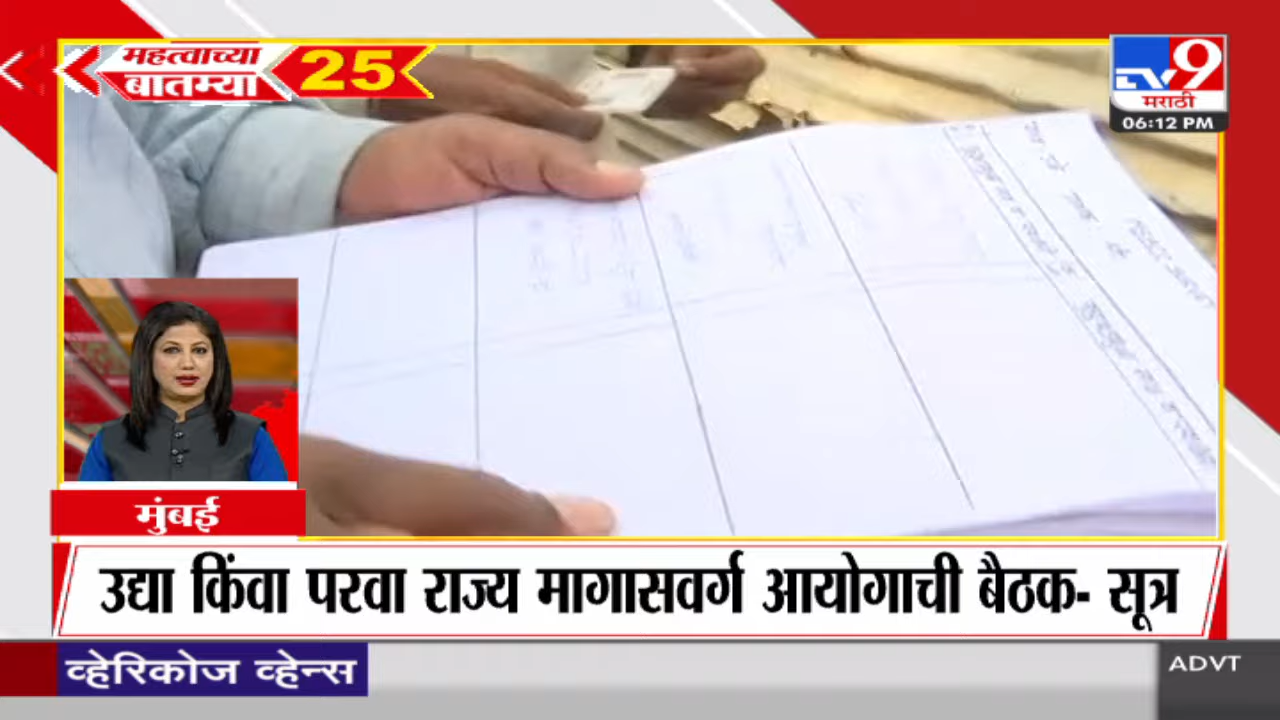 महत्वाच्या
बातम्या
25
TV9
मराठी
06:12 PM
मुंबई
उद्या किंवा परवा राज्य मागासवर्ग आयोगाची बैठक- सूत्र
व्हेरिकोज व्हेन्स
ADVT